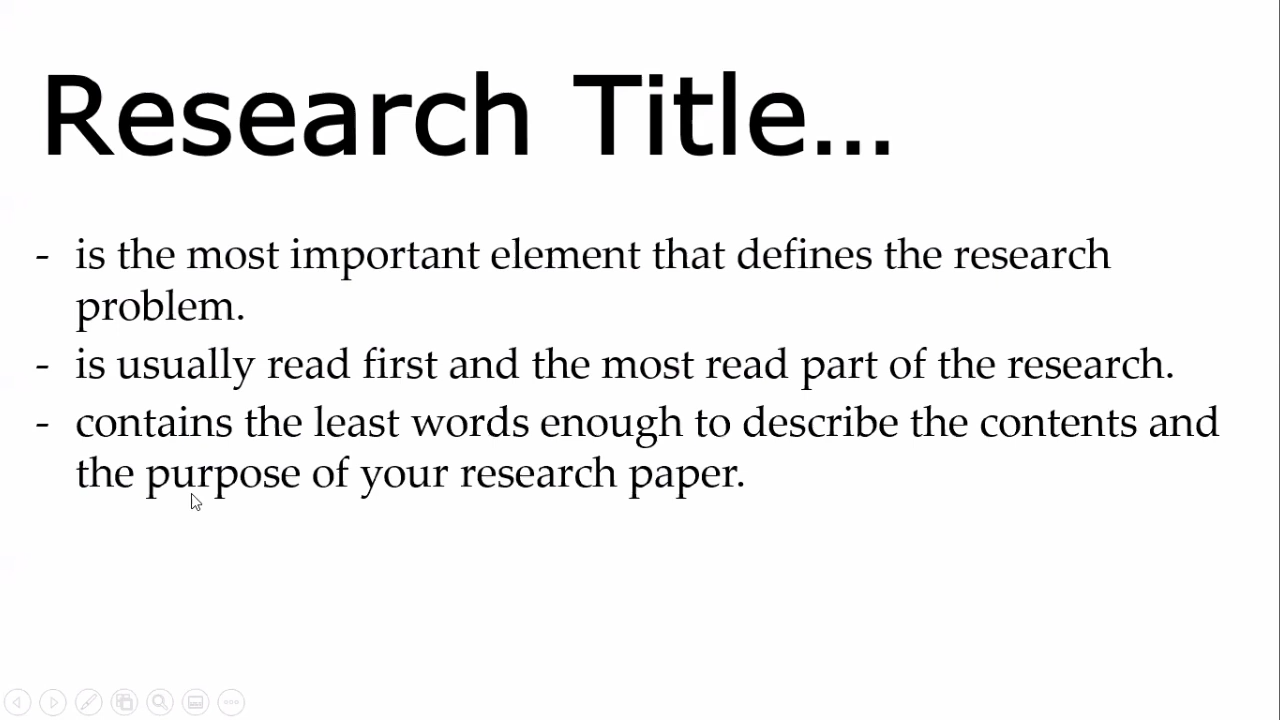 Research Title...
- is the most important element that defines the research
problem.
- is usually read first and the most read part of the research.
- contains the least words enough to describe the contents and
the purpose of your research paper.